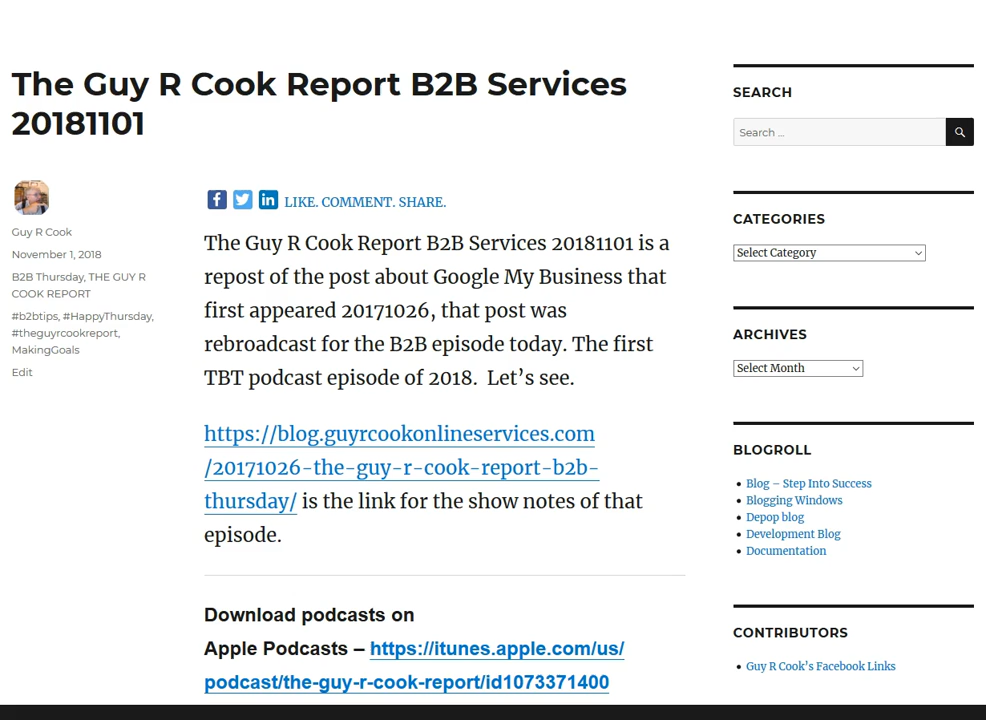 The Guy R Cook Report B2B Services
20181101
Guy R Cook
November 1, 2018
B2B Thursday, THE GUY R
COOK REPORT
#b2btips, #HappyThursday,
#theguyrcookreport,
MakingGoals
Edit
LIKE. COMMENT. SHARE.
The Guy R Cook Report B2B Services 20181101 is a
repost of the post about Google My Business that
first appeared 20171026, that post was
rebroadcast for the B2B episode today. The first
TBT podcast episode of 2018.  Let’s see.
https://blog.guyrcookonlineservices.com
/20171026-the-guy-r-cook-report-b2b-
thursday/ is the link for the show notes of that
episode.
Download podcasts on
Apple Podcasts – https://itunes.apple.com/us/
podcast/the-guy-r-cook-report/id1073371400
SEARCH
Search …
CATEGORIES
Select Category
ARCHIVES
Select Month
BLOGROLL
Blog – Step Into Success
Blogging Windows
Depop blog
Development Blog
Documentation
CONTRIBUTORS
Guy R Cook's Facebook Links